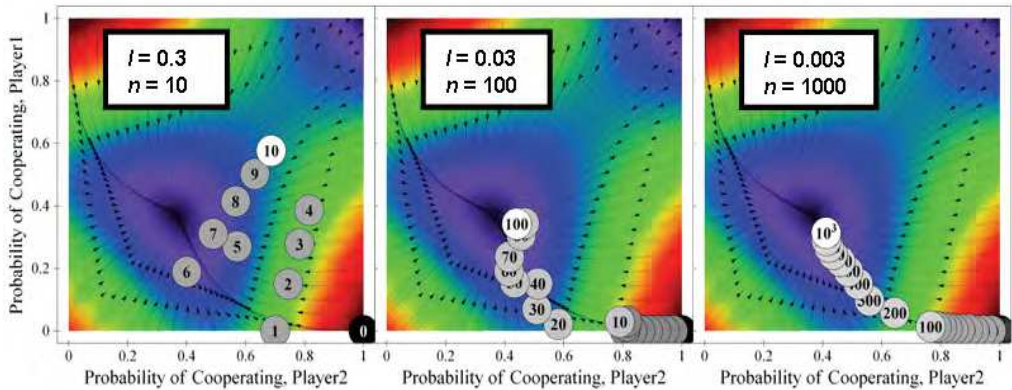 l = 0.3
n = 10
l = 0.03
n = 100
l = 0.003
n = 1000
Probability of Cooperating, Player1
1
0.8
0.6
0.4
0.2
0
10
9
8
7
6
5
4
3
2
1
0
100
70
40
30
20
10
10³
300
200
100
0 0.2 0.4 0.6 0.8 1
0 0.2 0.4 0.6 0.8 1
0 0.2 0.4 0.6 0.8 1
Probability of Cooperating, Player2
Probability of Cooperating, Player2
Probability of Cooperating, Player2